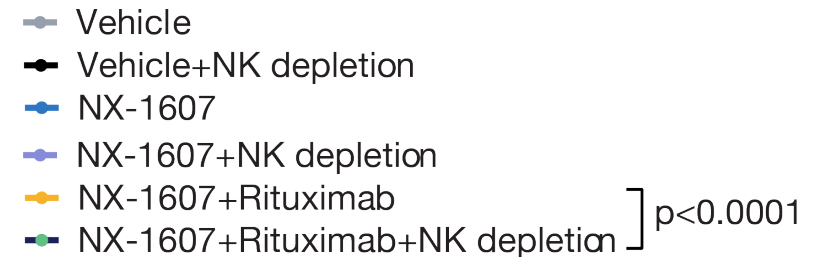 Vehicle
Vehicle+NK depletion
NX-1607
NX-1607+NK depletion
NX-1607+Rituximab
p<0.0001
NX-1607+Rituximab+NK depletion